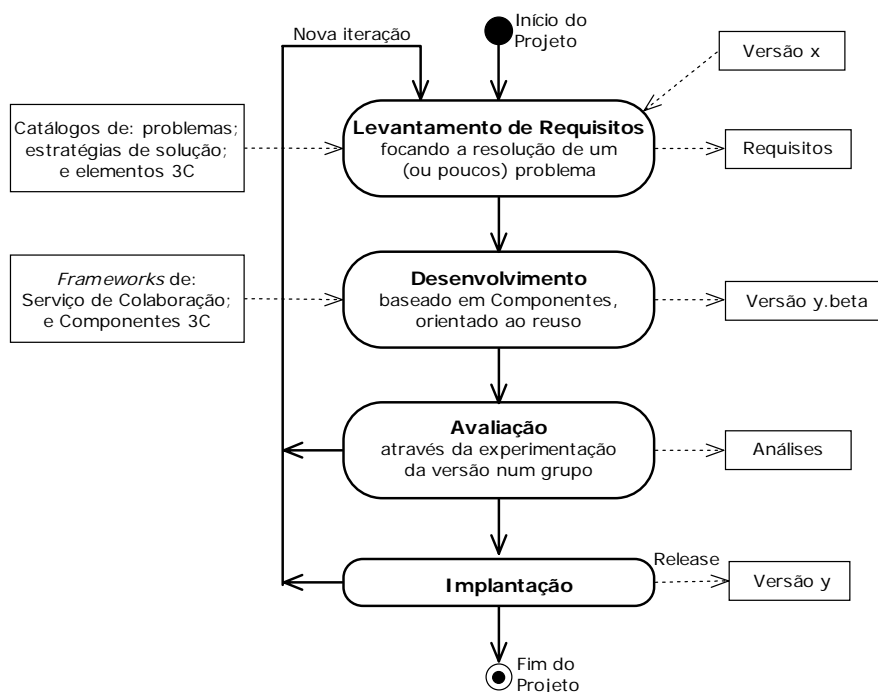 Nova iteração
Início do
Projeto
Versão x
Catálogos de: problemas;
estratégias de solução;
e elementos 3C
Levantamento de Requisitos
focando a resolução de um
(ou poucos) problema
Requisitos
Frameworks de:
Serviço de Colaboração;
e Componentes 3C
Desenvolvimento
baseado em Componentes,
orientado ao reuso
Versão y.beta
Avaliação
através da experimentação
da versão num grupo
Análises
Implantação
Release
Versão y
Fim do
Projeto